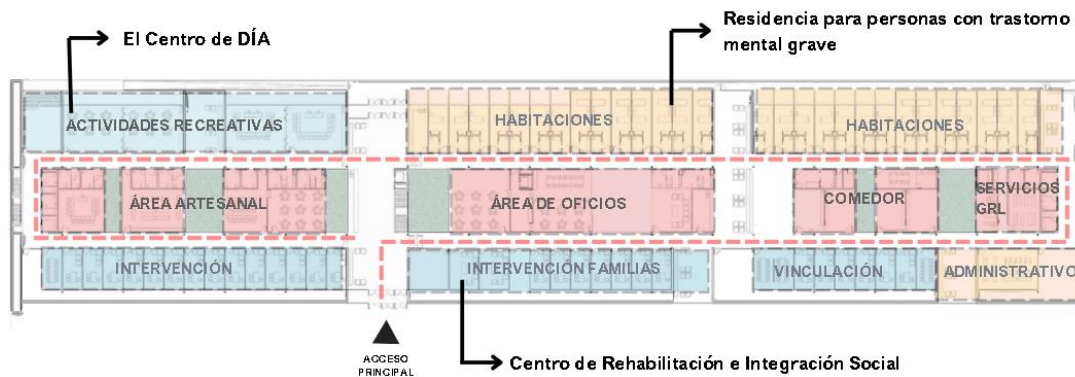 El Centro de DÍA
Residencia para personas con trastorno
mental grave
ACTIVIDADES RECREATIVAS
HABITACIONES
HABITACIONES
ÁREA ARTESANAL
ÁREA DE OFICIOS
COMEDOR
SERVICIOS
GRL
INTERVENCIÓN
INTERVENCIÓN FAMILIAS
VINCULACIÓN
ADMINISTRATIVO
ACCESO
PRINCIPAL
Centro de Rehabilitación e Integración Social